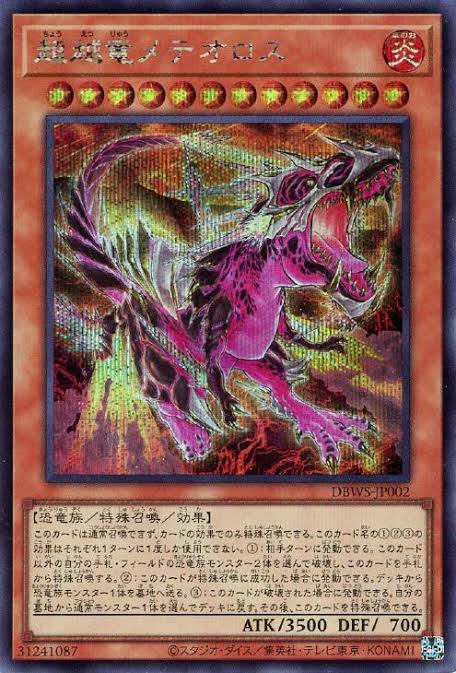 ちょう えつ りゅう
超越竜メテオロス
炎
DBWS-JP002
【恐竜族/特殊召喚/効果】
このカードは通常召喚できず、カードの効果でのみ特殊召喚できる。このカード名の①②③の
効果はそれぞれ1ターンに1度しか使用できない。①:相手ターンに発動できる。このカード
以外の自分の手札・フィールドの恐竜族モンスター2体を選んで破壊し、このカードを手札
から特殊召喚する。②:このカードが特殊召喚に成功した場合に発動できる。デッキから
恐竜族モンスター1体を墓地へ送る。③:このカードが破壊された場合に発動できる。自分の
墓地から通常モンスター1体を選んでデッキに戻す。その後、このカードを特殊召喚できる。
ATK/3500 DEF/ 700
31241087
©スタジオ・ダイス/集英社・テレビ東京・KONAMI